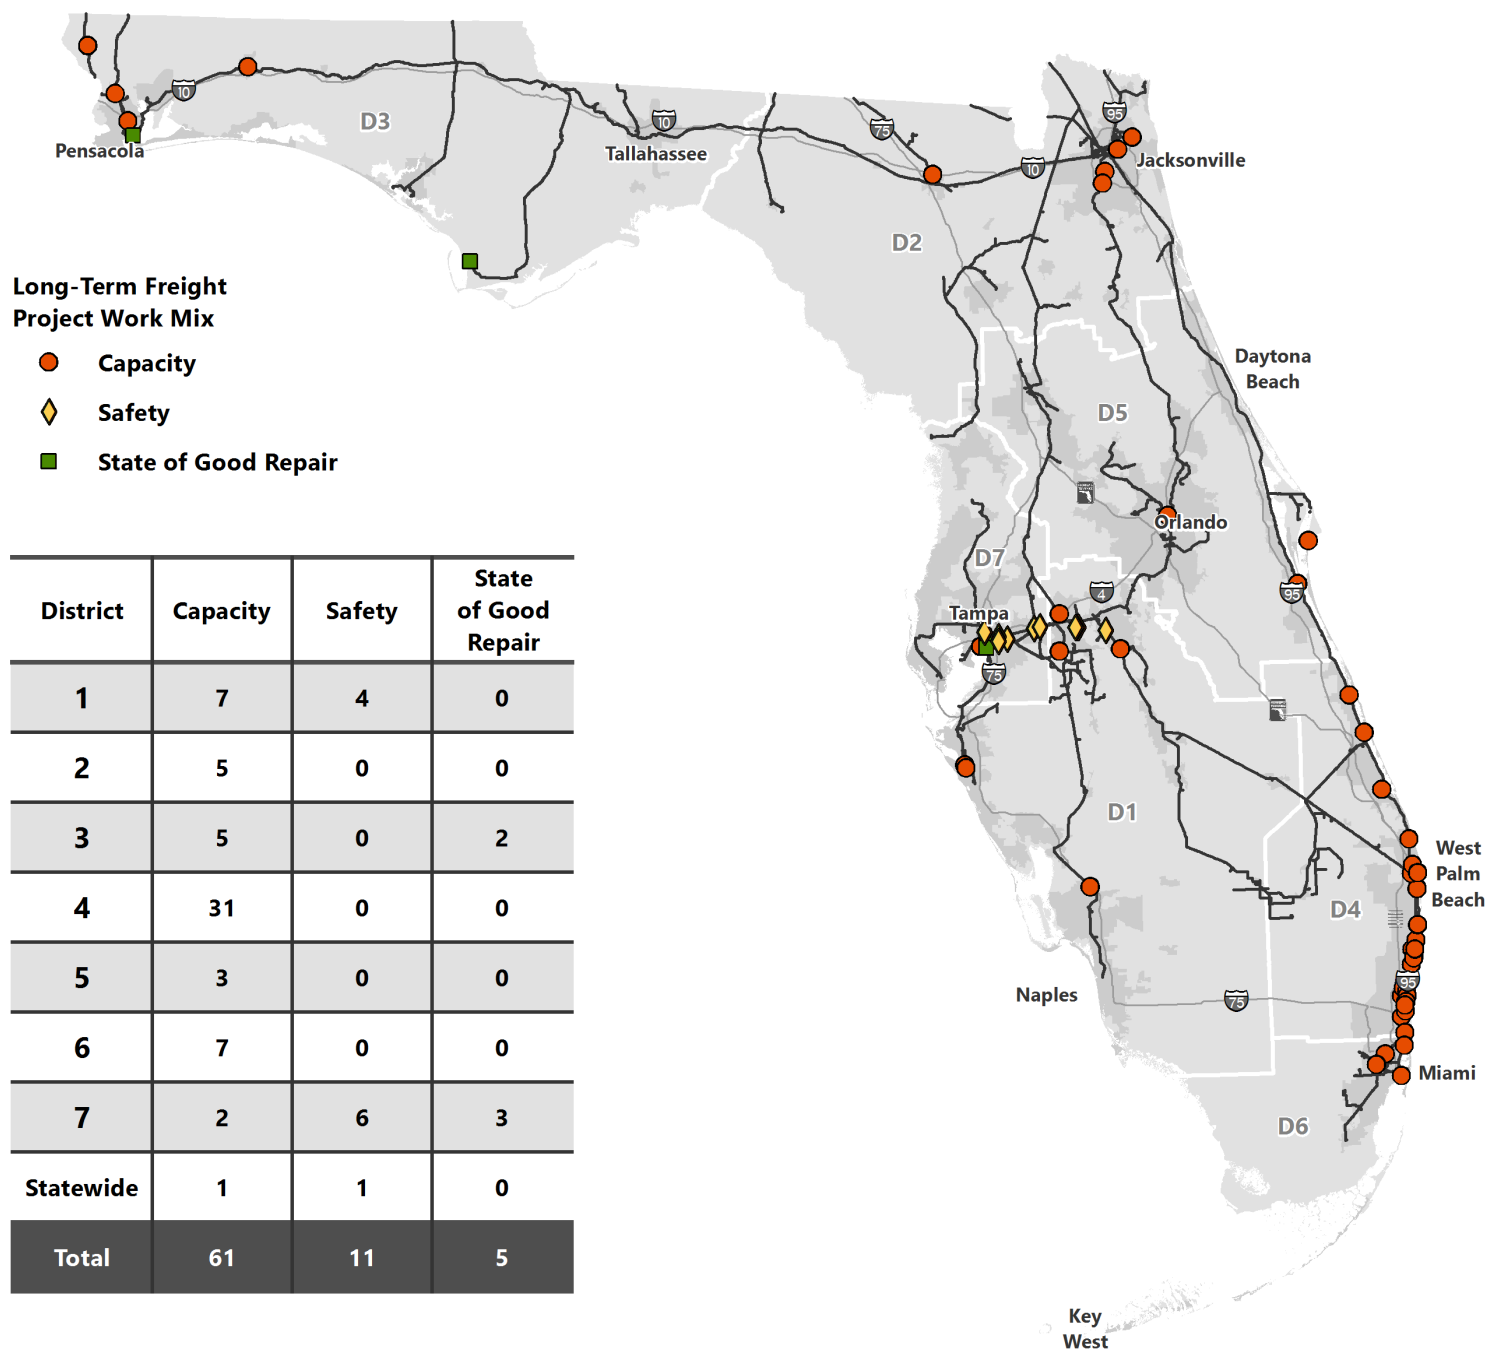 10
D3
Pensacola
10
Tallahassee
75
95
10
Jacksonville
D2
Long-Term Freight
Project Work Mix
Capacity
Safety
State of Good Repair
Daytona
Beach
D5
Orlando
D7
4
95
Tampa
75
D1
West
Palm
Beach
D4
95
Naples
75
Miami
D6
Key
West
District Capacity Safety State of Good Repair
1 7 4 0
2 5 0 0
3 5 0 2
4 31 0 0
5 3 0 0
6 7 0 0
7 2 6 3
Statewide 1 1 0
Total 61 11 5